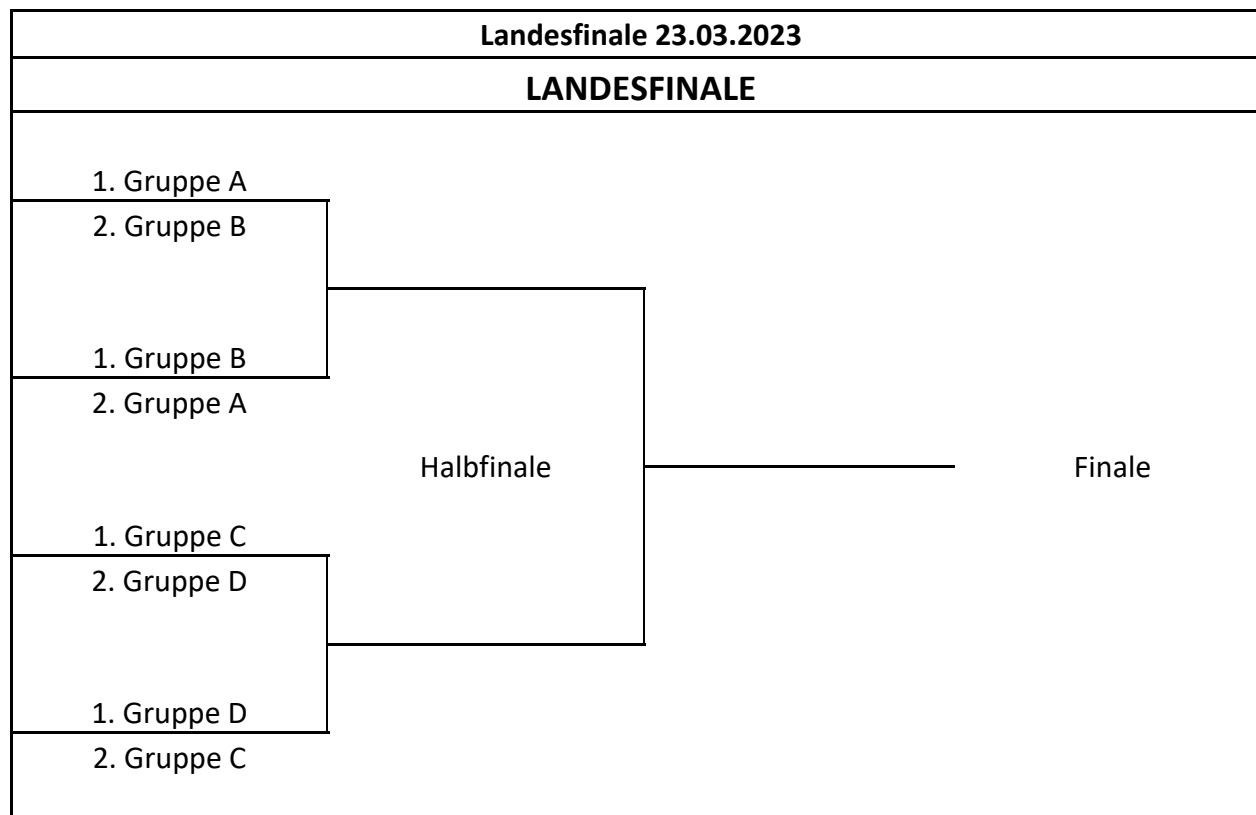 Landesfinale 23.03.2023
LANDESFINALE
1. Gruppe A
2. Gruppe B
1. Gruppe B
2. Gruppe A
Halbfinale
Finale
1. Gruppe C
2. Gruppe D
1. Gruppe D
2. Gruppe C